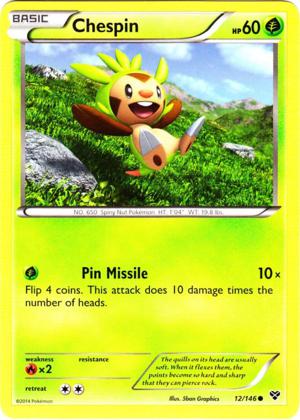 BASIC
Chespin HP60
NO. 650 Spiny Nut Pokémon HT: 1'04" WT: 19.8 lbs.
Pin Missile 10×
Flip 4 coins. This attack does 10 damage times
the number of heads.
weakness resistance
×2
retreat
The quills on its head are usually
soft. When it flexes them, the
points become so hard and sharp
that they can pierce rock.
©2014 Pokémon Illus. 5ban Graphics 12/146